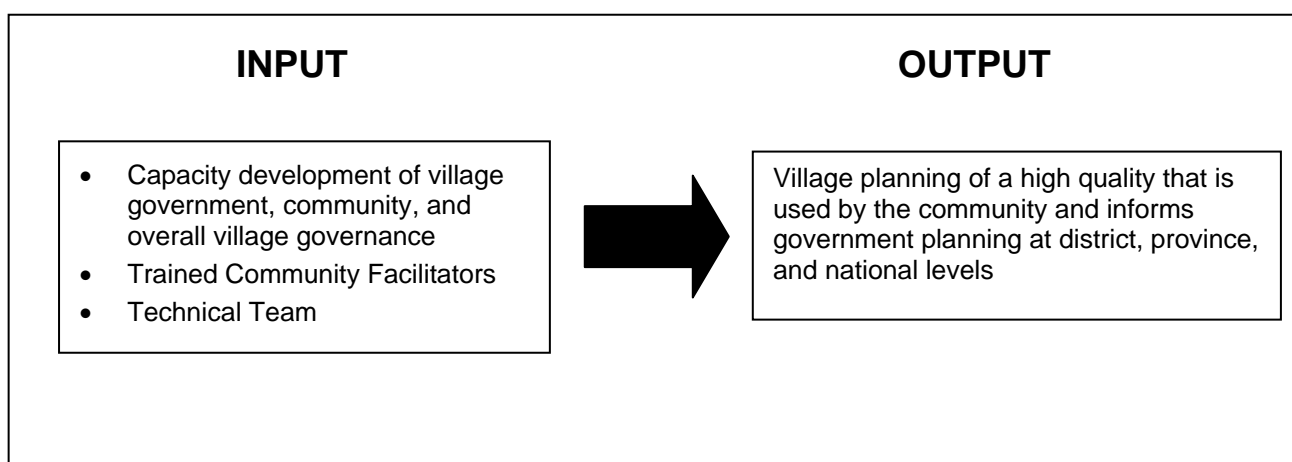 INPUT
• Capacity development of village
government, community, and
overall village governance
• Trained Community Facilitators
• Technical Team
OUTPUT
Village planning of a high quality that is
used by the community and informs
government planning at district, province,
and national levels